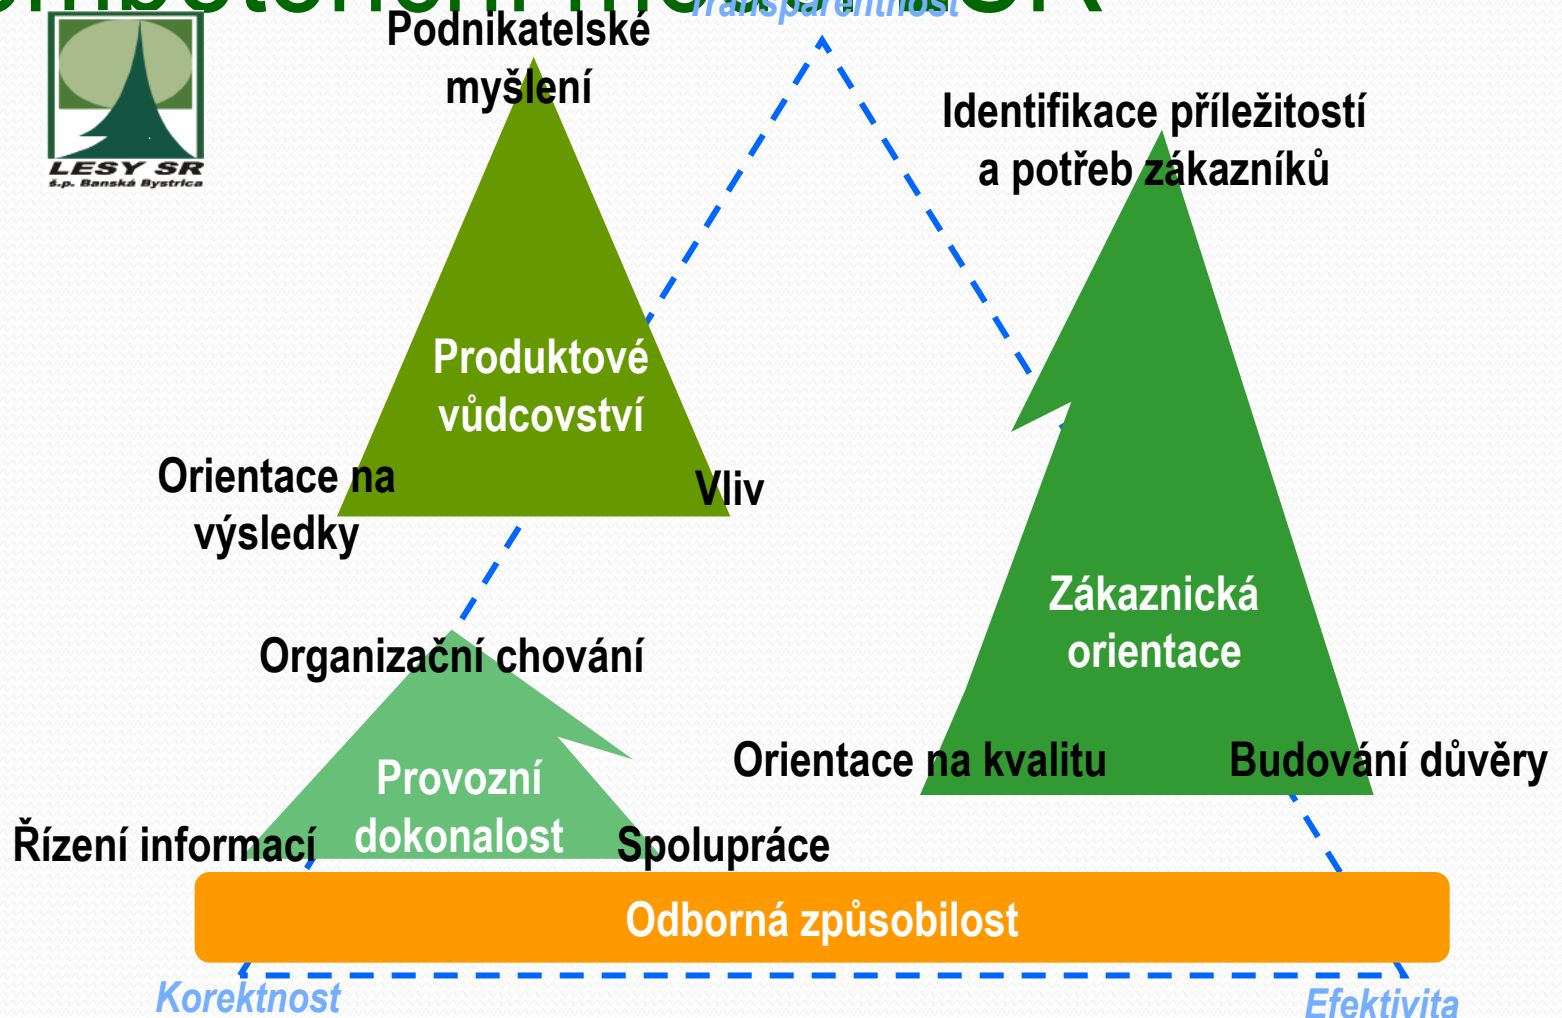 Transparentnost
Podnikatelské
myšlení
LESY SR
š.p. Banská Bystrica
Identifikace příležitostí
a potřeb zákazníků
Produktové
vůdcovství
Orientace na
výsledky
Vliv
Zákaznická
orientace
Organizační chování
Orientace na kvalitu
Budování důvěry
Provozní
dokonalost
Řízení informací
Spolupráce
Odborná způsobilost
Korektnost
Efektivita